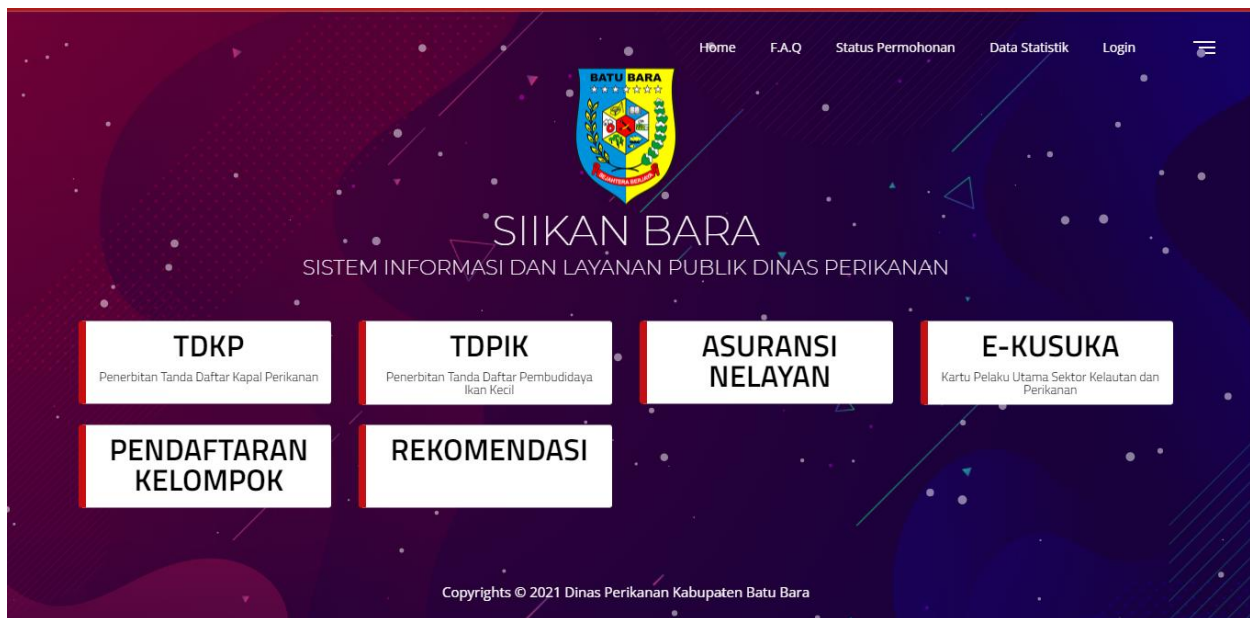 Home F.A.Q Status Permohonan Data Statistik Login
BATU BARA
SEJAHTERA BERJAYA
SIIKAN BARA
SISTEM INFORMASI DAN LAYANAN PUBLIK DINAS PERIKANAN
TDKP
Penerbitan Tanda Daftar Kapal Perikanan
TDPIK
Penerbitan Tanda Daftar Pembudidaya
Ikan Kecil
ASURANSI
NELAYAN
E-KUSUKA
Kartu Pelaku Utama Sektor Kelautan dan
Perikanan
PENDAFTARAN
KELOMPOK
REKOMENDASI
Copyrights © 2021 Dinas Perikanan Kabupaten Batu Bara